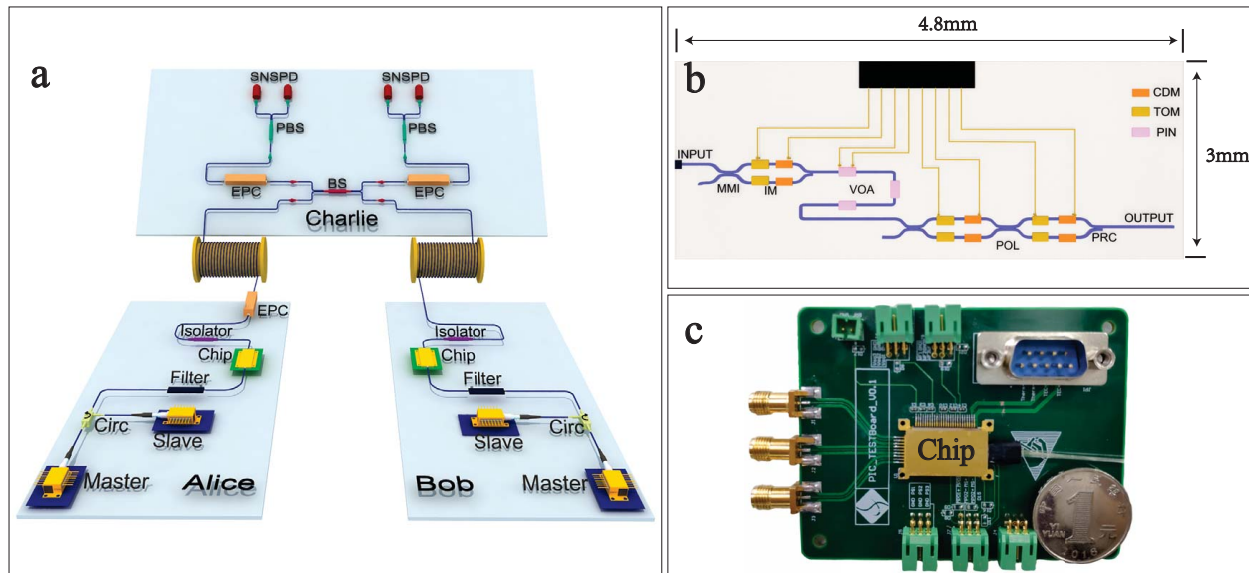 a
SNSPD
SNSPD
PBS
PBS
EPC
BS
EPC
Charlie
EPC
Isolator
Isolator
Chip
Chip
Filter
Filter
Circ
Slave
Slave
Circ
Master
Alice
Bob
Master
4.8mm
b
CDM
TOM
PIN
3mm
INPUT
MMI
IM
VOA
OUTPUT
POL
PRC
c
PIC_TESTBoard_V0.1
Chip
1
YI
YUAN